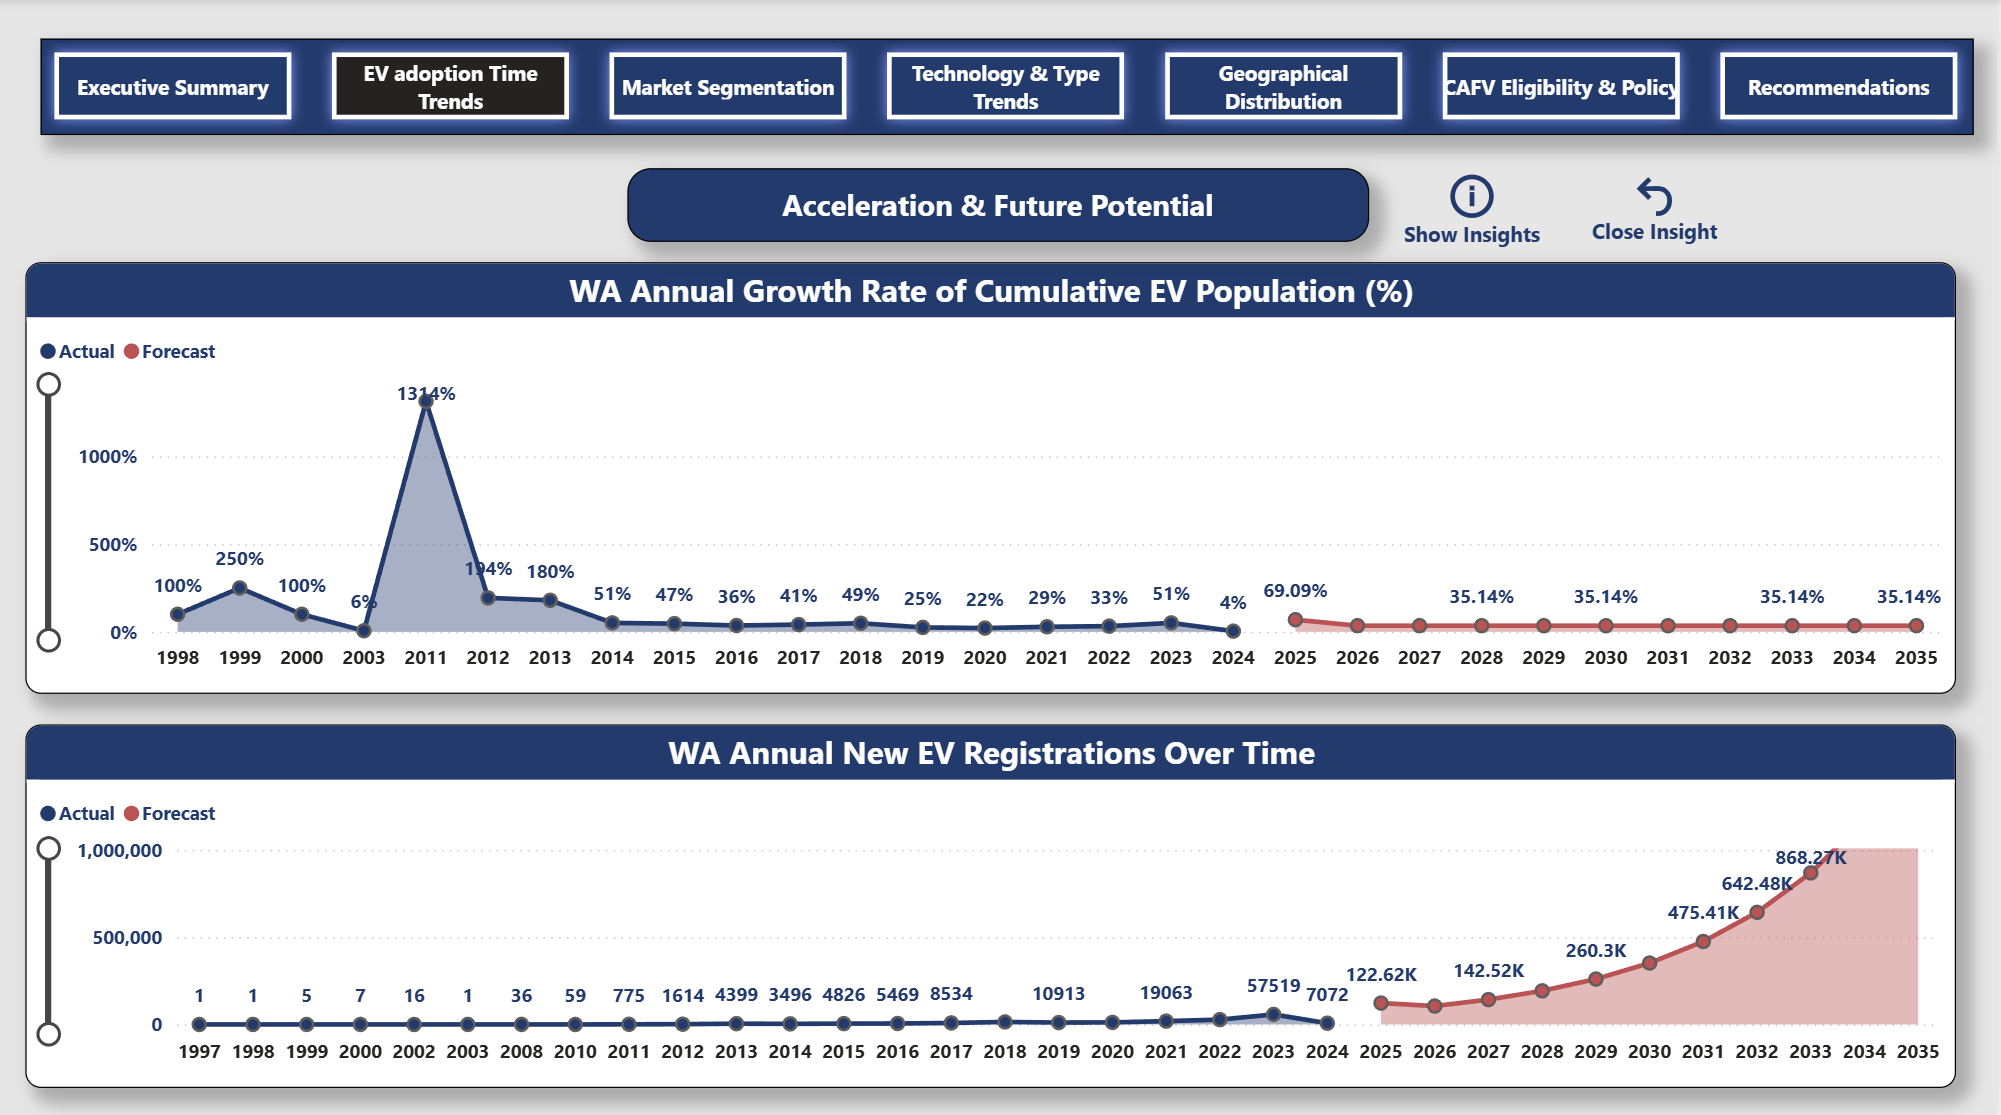 Executive Summary
EV adoption Time
Trends
Market Segmentation
Technology & Type
Trends
Geographical
Distribution
CAFV Eligibility & Policy
Recommendations
Acceleration & Future Potential
Show Insights
Close Insight
WA Annual Growth Rate of Cumulative EV Population (%)
Actual Forecast
1000%
500%
0%
100% 250% 100% 6% 1314% 194% 180% 51% 47% 36% 41% 49% 25% 22% 29% 33% 51% 4% 69.09% 35.14% 35.14% 35.14% 35.14%
1998 1999 2000 2003 2011 2012 2013 2014 2015 2016 2017 2018 2019 2020 2021 2022 2023 2024 2025 2026 2027 2028 2029 2030 2031 2032 2033 2034 2035
WA Annual New EV Registrations Over Time
Actual Forecast
1,000,000
500,000
0
1 1 5 7 16 1 36 59 775 1614 4399 3496 4826 5469 8534 10913 19063 57519 7072 122.62K 142.52K 260.3K 475.41K 642.48K 868.27K
1997 1998 1999 2000 2002 2003 2008 2010 2011 2012 2013 2014 2015 2016 2017 2018 2019 2020 2021 2022 2023 2024 2025 2026 2027 2028 2029 2030 2031 2032 2033 2034 2035